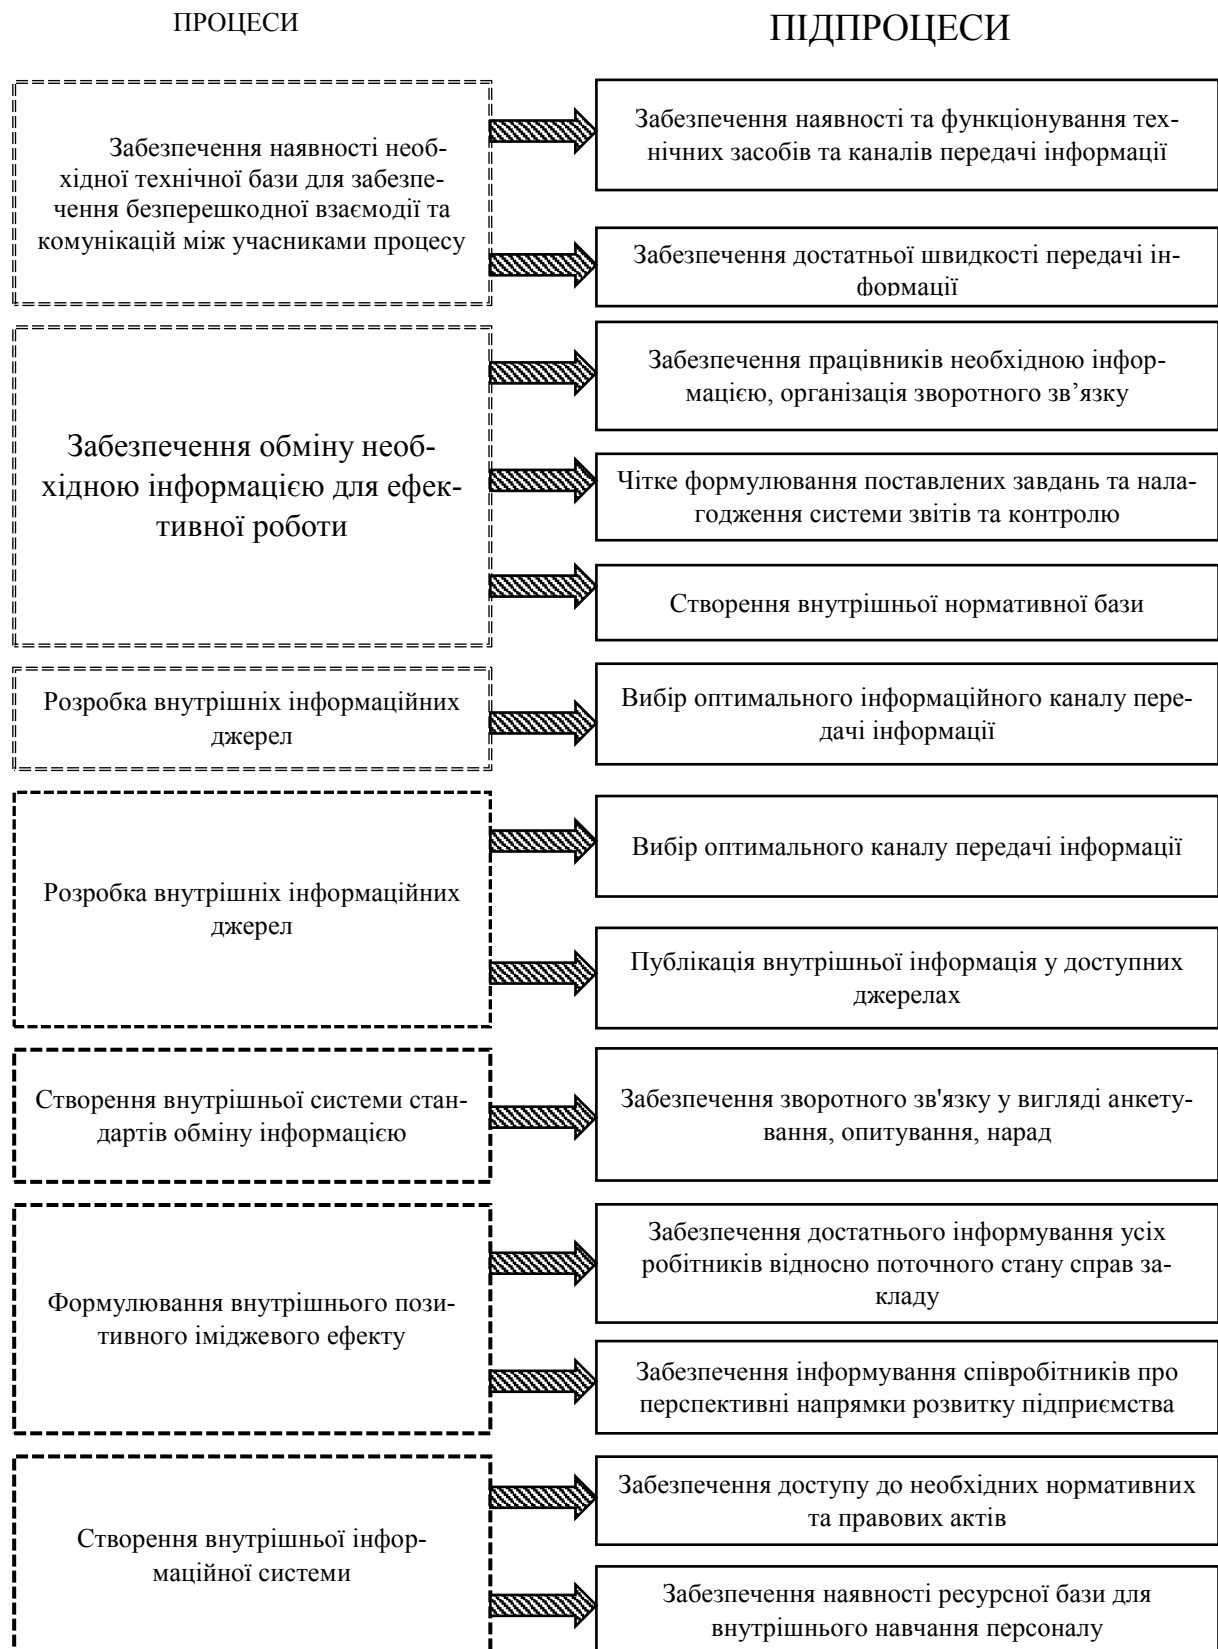 ПРОЦЕСИ
ПІДПРОЦЕСИ
Забезпечення наявності необ-
хідної технічної бази для забезпе-
чення безперешкодної взаємодії та
комунікацій між учасниками процесу
Забезпечення наявності та функціонування тех-
нічних засобів та каналів передачі інформації
Забезпечення достатньої швидкості передачі ін-
формації
Забезпечення обміну необ-
хідною інформацією для ефек-
тивної роботи
Забезпечення працівників необхідною інфор-
мацією, організація зворотного зв’язку
Чітке формулювання поставлених завдань та нала-
годження системи звітів та контролю
Створення внутрішньої нормативної бази
Розробка внутрішніх інформаційних
джерел
Вибір оптимального інформаційного каналу пере-
дачі інформації
Розробка внутрішніх інформаційних
джерел
Вибір оптимального каналу передачі інформації
Публікація внутрішньої інформація у доступних
джерелах
Створення внутрішньої системи стан-
дартів обміну інформацією
Забезпечення зворотного зв'язку у вигляді анкету-
вання, опитування, нарад
Формулювання внутрішнього пози-
тивного іміджевого ефекту
Забезпечення достатнього інформування усіх
робітників відносно поточного стану справ за-
кладу
Забезпечення інформування співробітників про
перспективні напрямки розвитку підприємства
Створення внутрішньої інфор-
маційної системи
Забезпечення доступу до необхідних нормативних
та правових актів
Забезпечення наявності ресурсної бази для
внутрішнього навчання персоналу